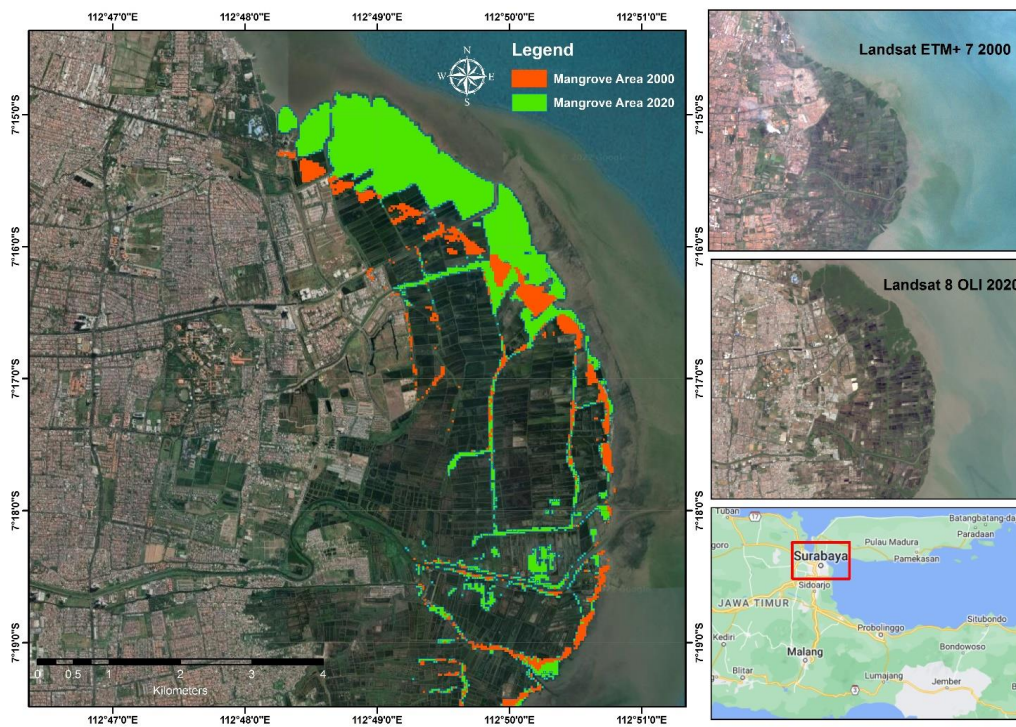 112°47'0"E 112°48'0"E 112°49'0"E 112°50'0"E 112°51'0"E
Legend
Mangrove Area 2000
Mangrove Area 2020
N
W E
S
7°15'0"S
7°16'0"S
7°17'0"S
7°18'0"S
7°19'0"S
7°15'0"S
7°16'0"S
7°17'0"S
7°18'0"S
7°19'0"S
0 0.5 1 2 3 4
Kilometers
112°47'0"E 112°48'0"E 112°49'0"E 112°50'0"E 112°51'0"E
Landsat ETM+ 7 2000
Landsat 8 OLI 2020
Tuban
17
Batangbatang-da
Paradaan
goro
Pulau Madura
Pamekasan
Surabaya
Sidoarjo
JAWA TIMUR
Situbondo
Probolinggo
Kediri
Bondowoso
Malang
Blitar
Lumajang
Jember
3
B